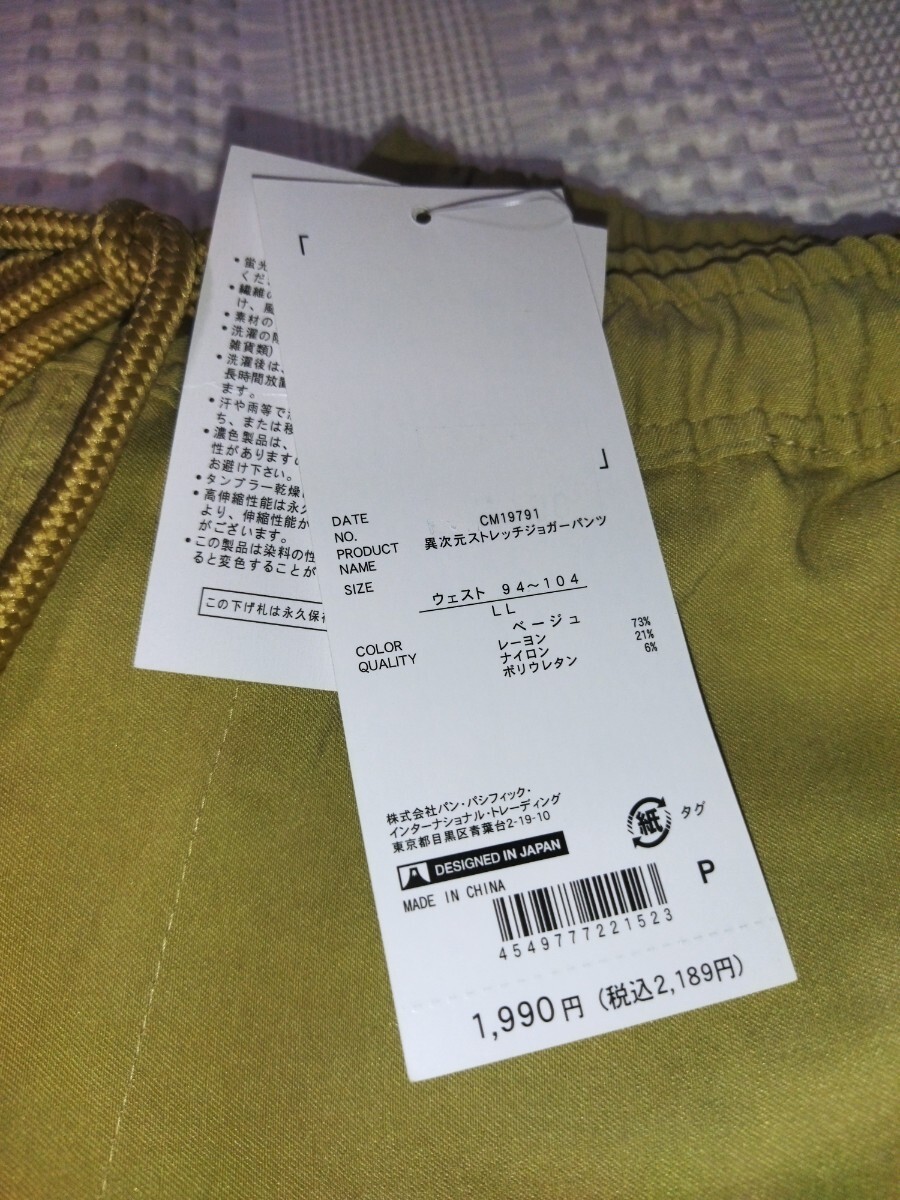 • 蛍光
くだ
• 繊維の
け、風
• 素材の
• 洗濯の際
雑貨類)
• 洗濯後は、
長時間放置
ます。
• 汗や雨等で
ち、または移
• 濃色製品は、
性がありますの
お避け下さい。
• タンブラー乾燥
• 高伸縮性能は永久
より、伸縮性能が
がございます。
• この製品は染料の性
ると変色することが
この下げ札は永久保
「
」
DATE
NO. CM19791
PRODUCT NAME 異次元ストレッチジョガーパンツ
SIZE ウェスト 94〜104
LL
COLOR ベージュ
QUALITY レーヨン 73%
ナイロン 21%
ポリウレタン 6%
株式会社パン・パシフィック・
インターナショナル・トレーディング
東京都目黒区青葉台2-19-10
DESIGNED IN JAPAN
MADE IN CHINA
紙 タグ
P
4549777221523
1,990円 (税込2,189円)